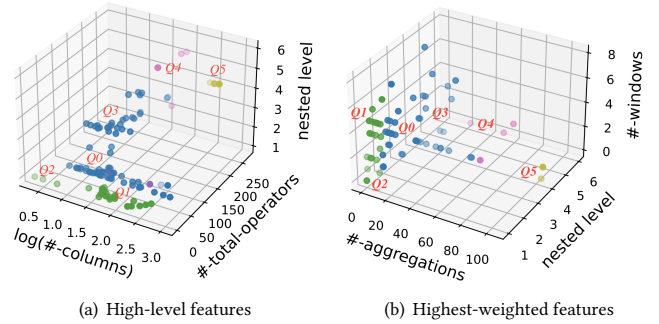 6
5
4
3
2
1
nested level
Q4
Q5
Q3
Q0
Q2
Q1
0.5
1.0
1.5
2.0
2.5
3.0
log(#-columns)
0
50
100
150
200
250
#-total-operators
(a) High-level features
8
6
4
2
0
#-windows
Q1
Q0
Q3
Q4
Q5
Q2
0
20
40
60
80
100
#-aggregations
1
2
3
4
5
6
nested level
(b) Highest-weighted features